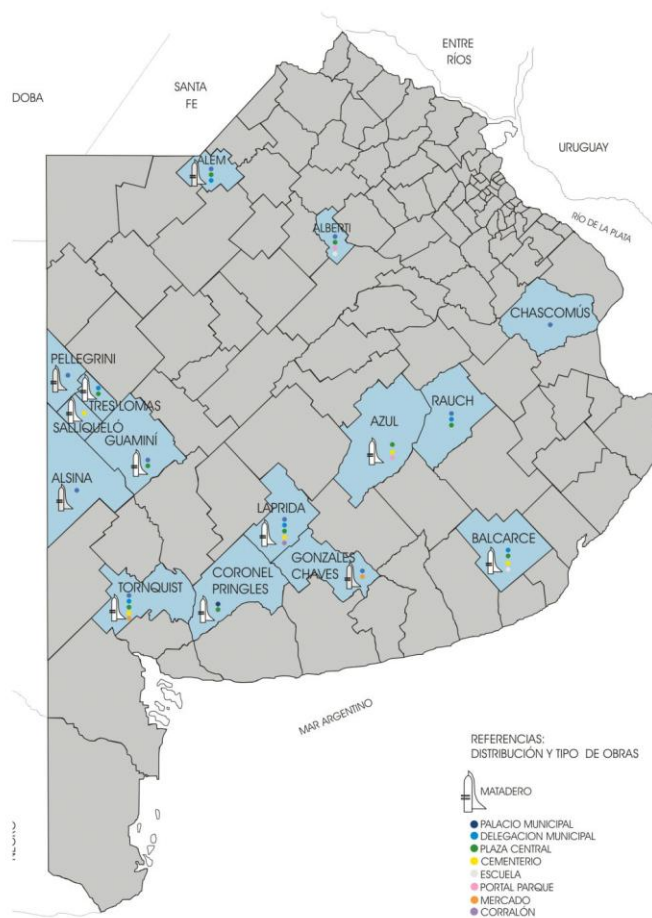 ENTRE
RÍOS
SANTA
FE
DOBA
URUGUAY
RÍO DE LA PLATA
ALEM
ALBERTI
CHASCOMÚS
PELLEGRINI
TRES LOMAS
SALLIQUELÓ
GUAMINÍ
AZUL
RAUCH
ALSINA
LAPRIDA
BALCARCE
GONZALES
CHAVES
CORONEL
PRINGLES
TORNQUIST
MAR ARGENTINO
NEGRO
REFERENCIAS:
DISTRIBUCIÓN Y TIPO DE OBRAS
MATADERO
PALACIO MUNICIPAL
DELEGACION MUNICIPAL
PLAZA CENTRAL
CEMENTERIO
ESCUELA
PORTAL PARQUE
MERCADO
CORRALÓN